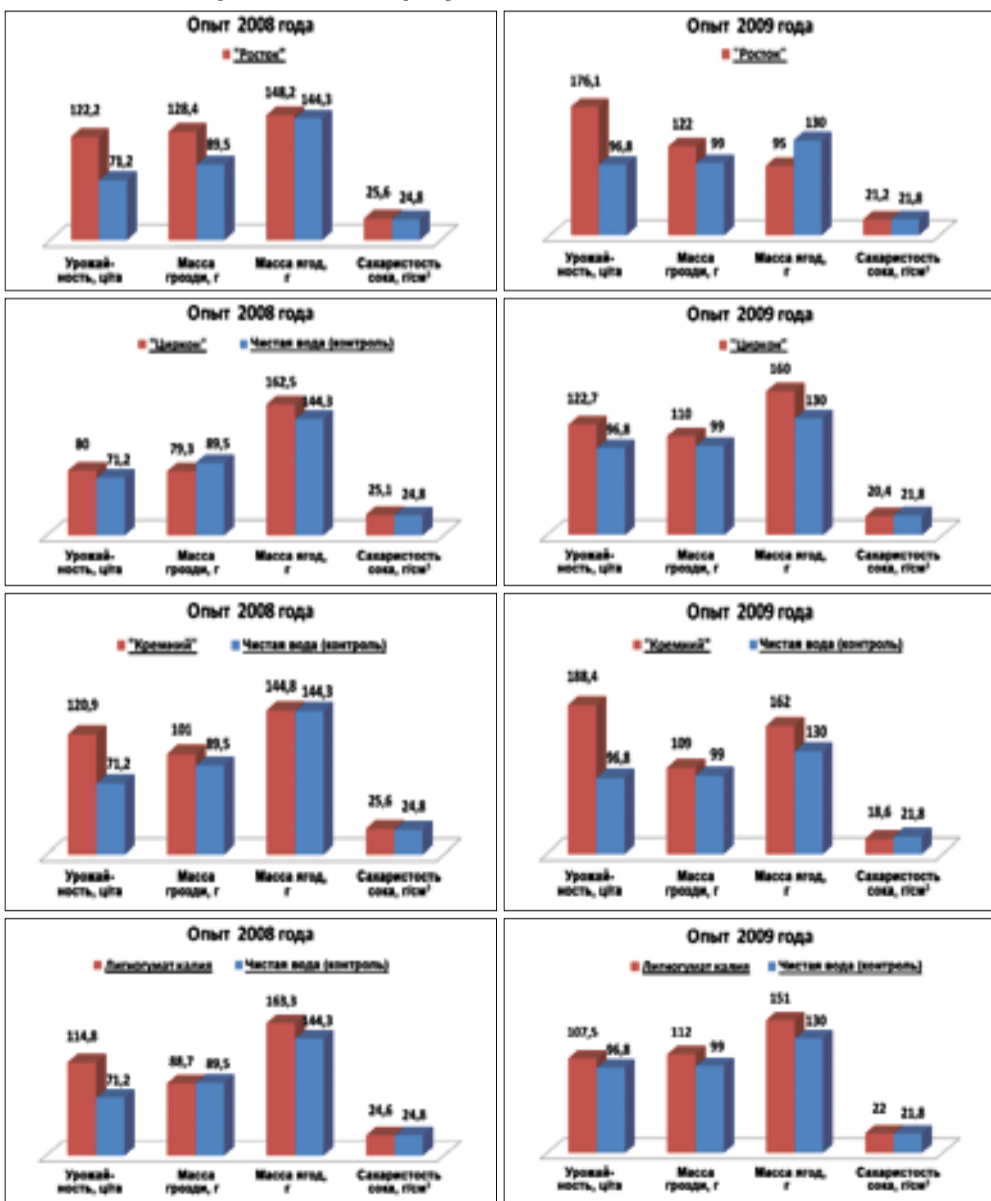 Опыт 2008 года
"Росток"
122,2
71,2
128,4
89,5
148,2
144,3
25,6
24,8
Урожай-
ность, ц/га
Масса
грозди, г
Масса ягод,
г
Сахаристость
сока, г/см³
Опыт 2009 года
"Росток"
176,1
96,8
122
99
95
130
21,2
21,8
Урожай-
ность, ц/га
Масса
грозди, г
Масса ягод,
г
Сахаристость
сока, г/см³
Опыт 2008 года
"Циркон" Чистая вода (контроль)
80
71,2
79,3
89,5
162,5
144,3
25,1
24,8
Урожай-
ность, ц/га
Масса
грозди, г
Масса ягод,
г
Сахаристость
сока, г/см³
Опыт 2009 года
"Циркон"
122,7
96,8
110
99
160
130
20,4
21,8
Урожай-
ность, ц/га
Масса
грозди, г
Масса ягод,
г
Сахаристость
сока, г/см³
Опыт 2008 года
"Кремний" Чистая вода (контроль)
120,9
71,2
101
89,5
144,8
144,3
25,6
24,8
Урожай-
ность, ц/га
Масса
грозди, г
Масса ягод,
г
Сахаристость
сока, г/см³
Опыт 2009 года
"Кремний" Чистая вода (контроль)
188,4
96,8
109
99
162
130
18,6
21,8
Урожай-
ность, ц/га
Масса
грозди, г
Масса ягод,
г
Сахаристость
сока, г/см³
Опыт 2008 года
Лигногумат калия Чистая вода (контроль)
114,8
71,2
88,7
89,5
163,3
144,3
24,6
24,8
Урожай-
ность, ц/га
Масса
грозди, г
Масса ягод,
г
Сахаристость
сока, г/см³
Опыт 2009 года
Лигногумат калия Чистая вода (контроль)
107,5
96,8
112
99
151
130
22
21,8
Урожай-
ность, ц/га
Масса
грозди, г
Масса ягод,
г
Сахаристость
сока, г/см³